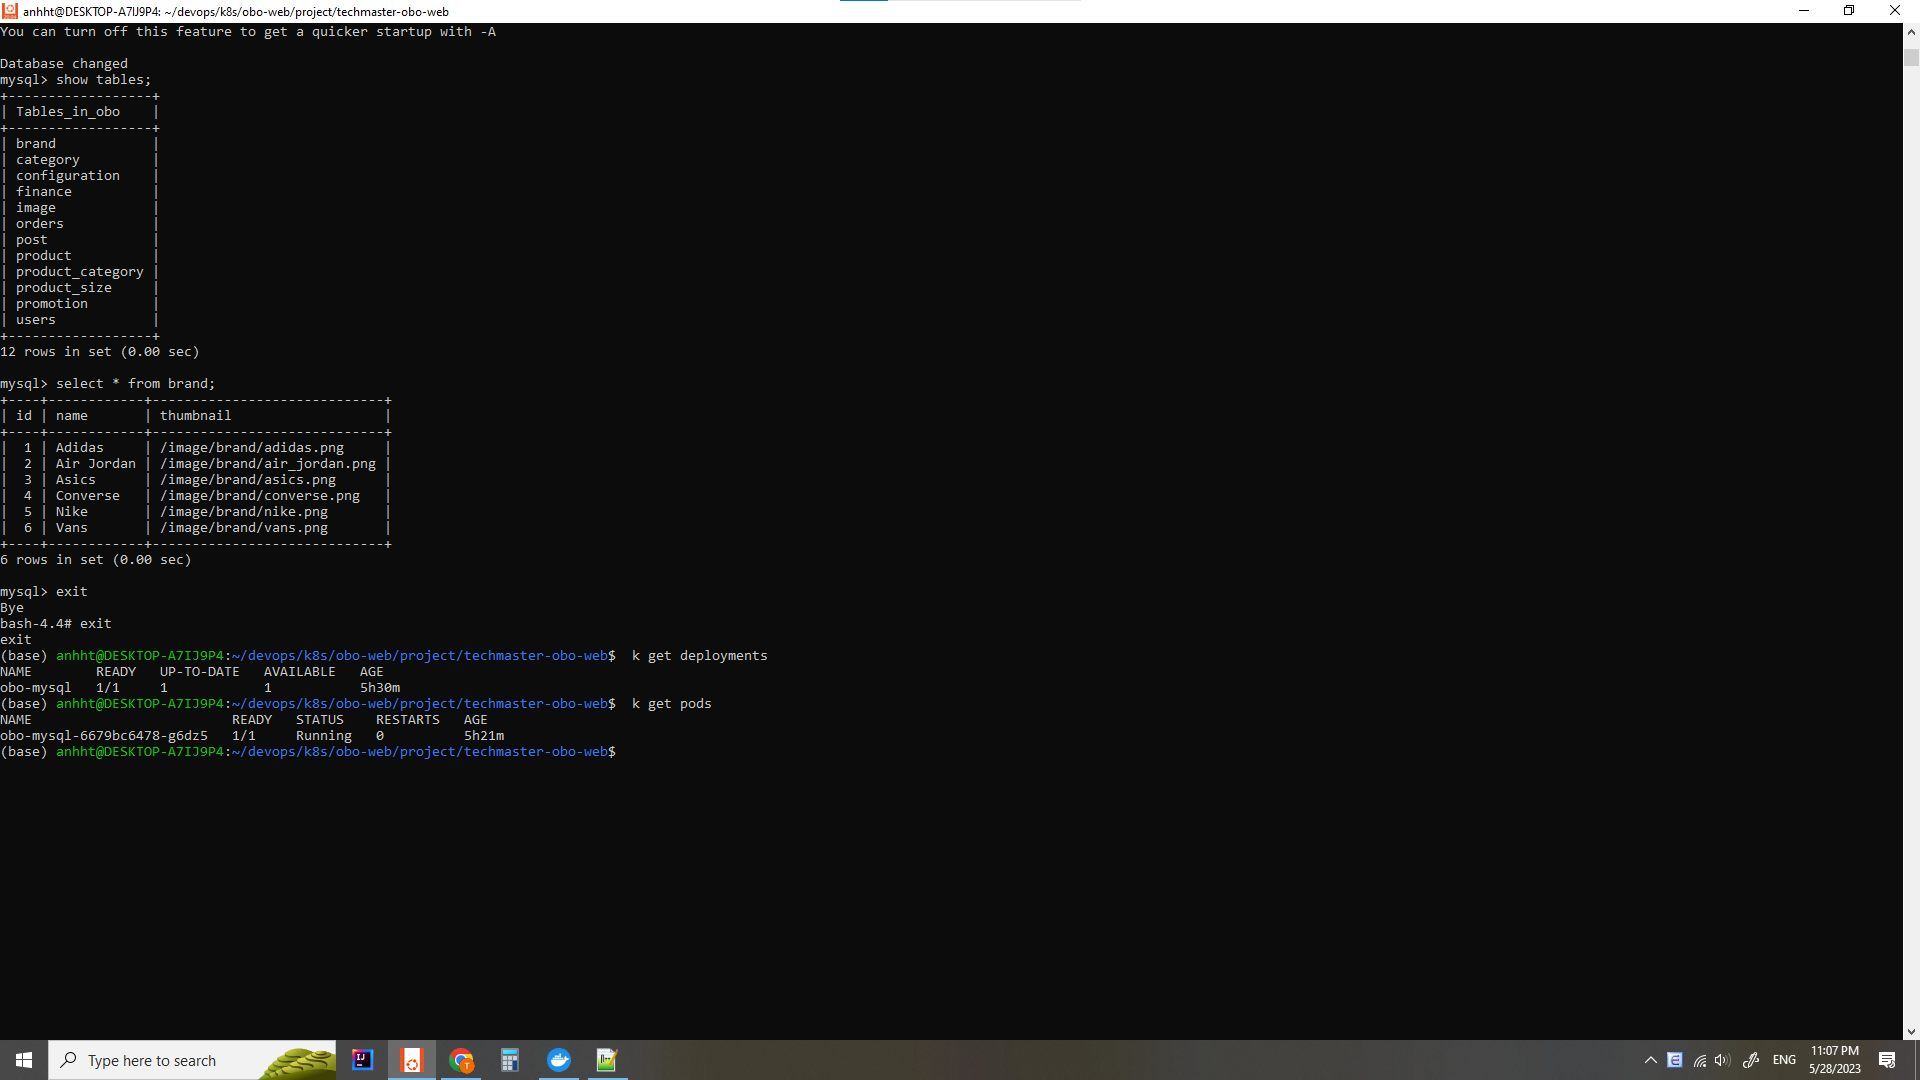 anhht@DESKTOP-A7IJ9P4: ~/devops/k8s/obo-web/project/techmaster-obo-web
You can turn off this feature to get a quicker startup with -A
Database changed
mysql> show tables;
+------------------+
| Tables_in_obo    |
+------------------+
| brand            |
| category         |
| configuration    |
| finance          |
| image            |
| orders           |
| post             |
| product          |
| product_category |
| product_size     |
| promotion        |
| users            |
+------------------+
12 rows in set (0.00 sec)
mysql> select * from brand;
+----+------------+-----------------------------+
| id | name       | thumbnail                   |
+----+------------+-----------------------------+
|  1 | Adidas     | /image/brand/adidas.png     |
|  2 | Air Jordan | /image/brand/air_jordan.png |
|  3 | Asics      | /image/brand/asics.png      |
|  4 | Converse   | /image/brand/converse.png   |
|  5 | Nike       | /image/brand/nike.png       |
|  6 | Vans       | /image/brand/vans.png       |
+----+------------+-----------------------------+
6 rows in set (0.00 sec)
mysql> exit
Bye
bash-4.4# exit
exit
(base) anhht@DESKTOP-A7IJ9P4:~/devops/k8s/obo-web/project/techmaster-obo-web$  k get deployments
NAME        READY   UP-TO-DATE   AVAILABLE   AGE
obo-mysql   1/1     1            1           5h30m
(base) anhht@DESKTOP-A7IJ9P4:~/devops/k8s/obo-web/project/techmaster-obo-web$  k get pods
NAME                         READY   STATUS    RESTARTS   AGE
obo-mysql-6679bc6478-g6dz5   1/1     Running   0          5h21m
(base) anhht@DESKTOP-A7IJ9P4:~/devops/k8s/obo-web/project/techmaster-obo-web$
Type here to search
ENG
11:07 PM
5/28/2023